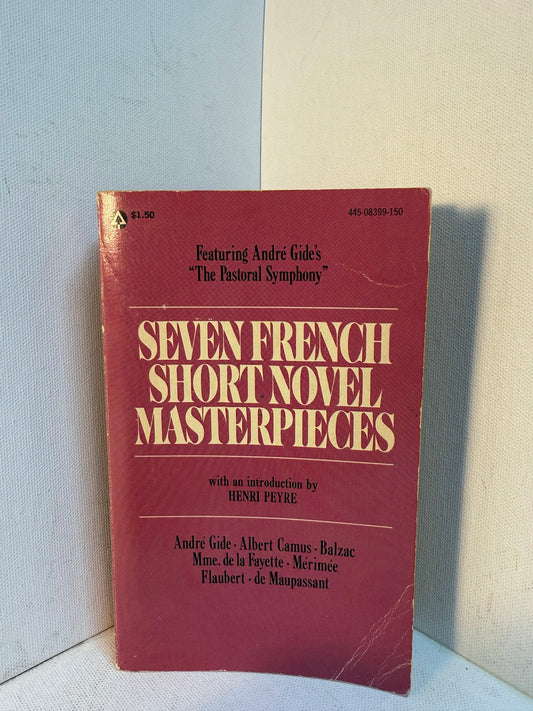 $1.50 445-08399-150
Featuring André Gide's
"The Pastoral Symphony"
SEVEN FRENCH
SHORT NOVEL
MASTERPIECES
with an introduction by
HENRI PEYRE
André Gide · Albert Camus · Balzac
Mme. de la Fayette · Mérimée
Flaubert · de Maupassant